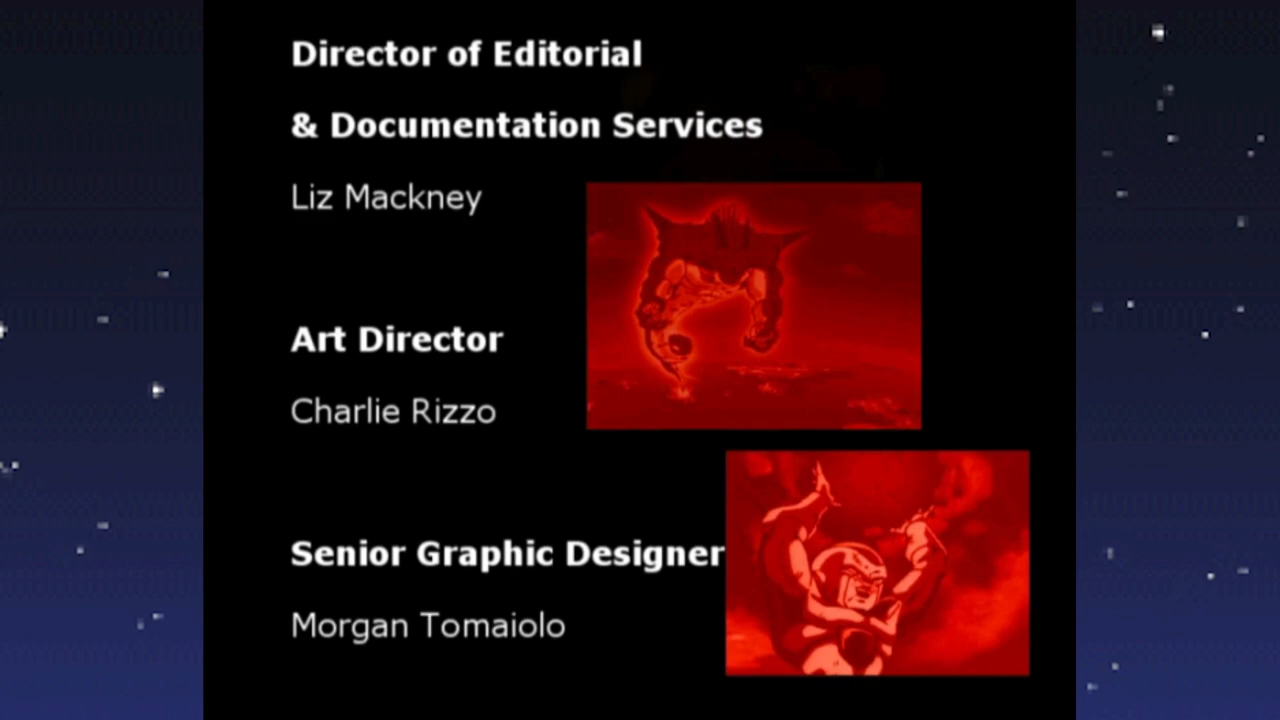 Director of Editorial
& Documentation Services
Liz Mackney
Art Director
Charlie Rizzo
Senior Graphic Designer
Morgan Tomaiolo